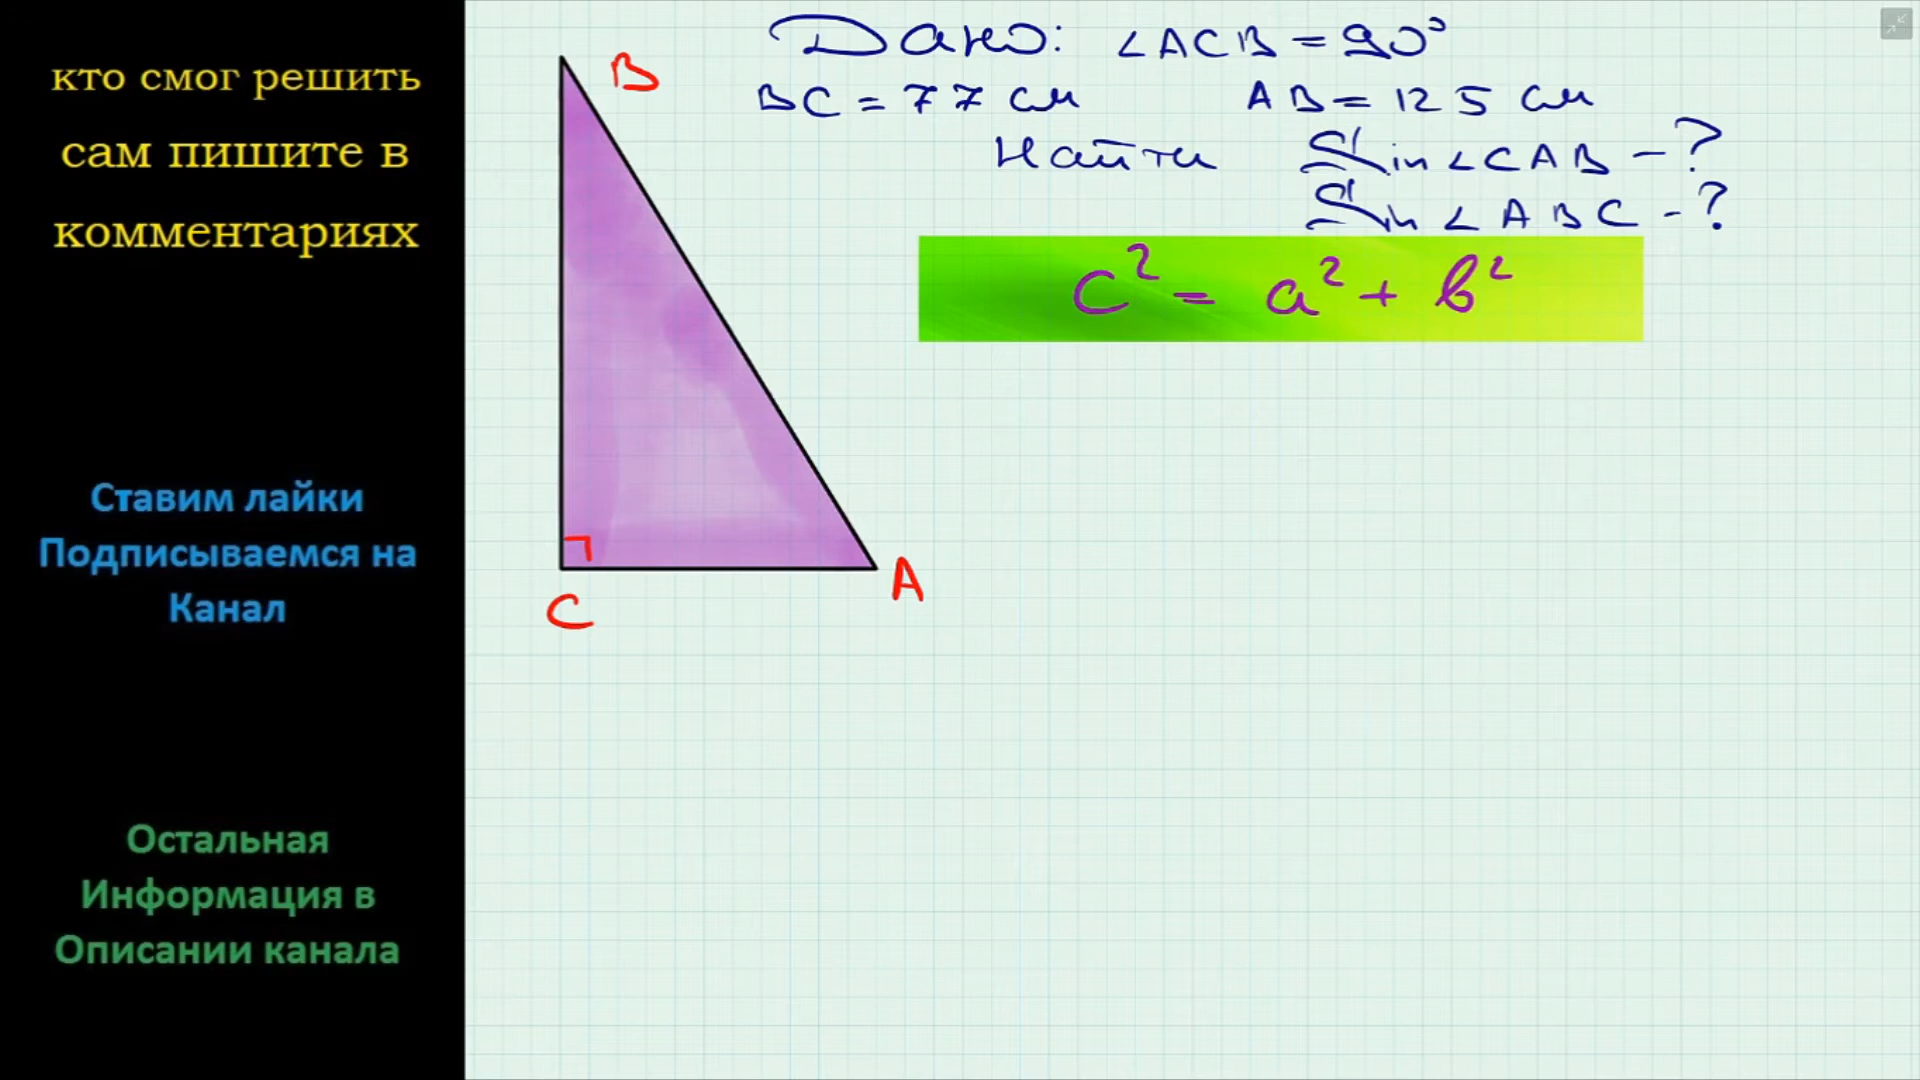 кто смог решить
сам пишите в
комментариях
Ставим лайки
Подписываемся на
Канал
Остальная
Информация в
Описании канала
Дано: ∠ACB = 90°
BC = 77 см AB = 125 см
Найти Sin∠CAB - ?
Sin∠ABC - ?
c² = a² + b²
B
C
A